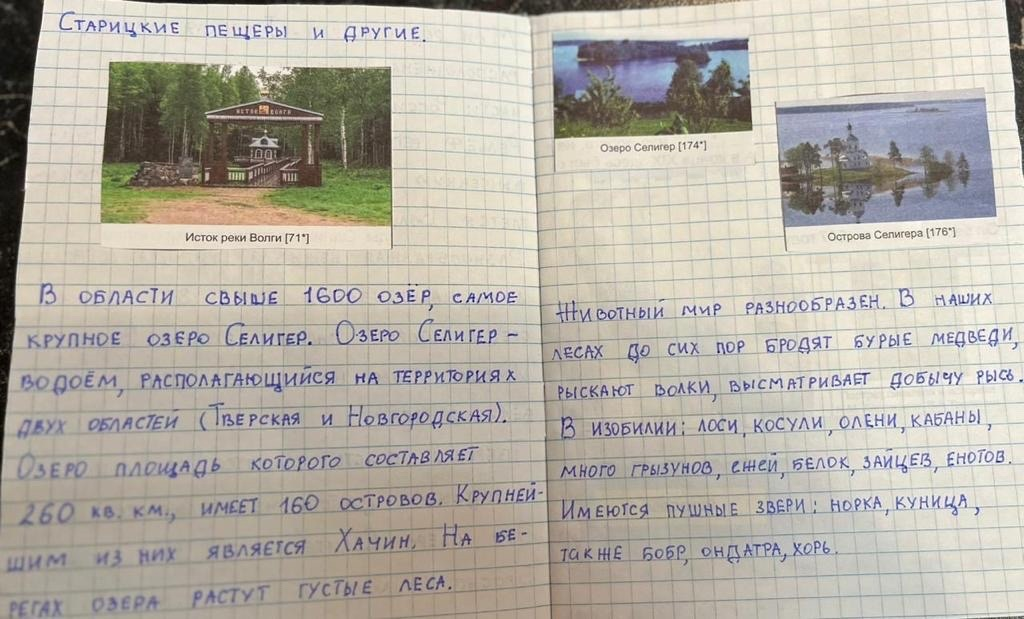 Старицкие пещеры и другие.
ИСТОК ВОЛГИ
Исток реки Волги [71*]
В области свыше 1600 озёр, самое
крупное озеро Селигер. Озеро Селигер –
водоём, располагающийся на территориях
двух областей (Тверская и Новгородская).
Озеро площадь которого составляет
260 кв. км., имеет 160 островов. Крупней-
шим из них является Хачин. На бе-
регах озера растут густые леса.
Озеро Селигер [174*]
Острова Селигера [176*]
Животный мир разнообразен. В наших
лесах до сих пор бродят бурые медведи,
рыскают волки, высматривает добычу рысь.
В изобилии: лоси, косули, олени, кабаны,
много грызунов, ежей, белок, зайцев, енотов.
Имеются пушные звери: норка, куница,
также бобр, ондатра, хорь.